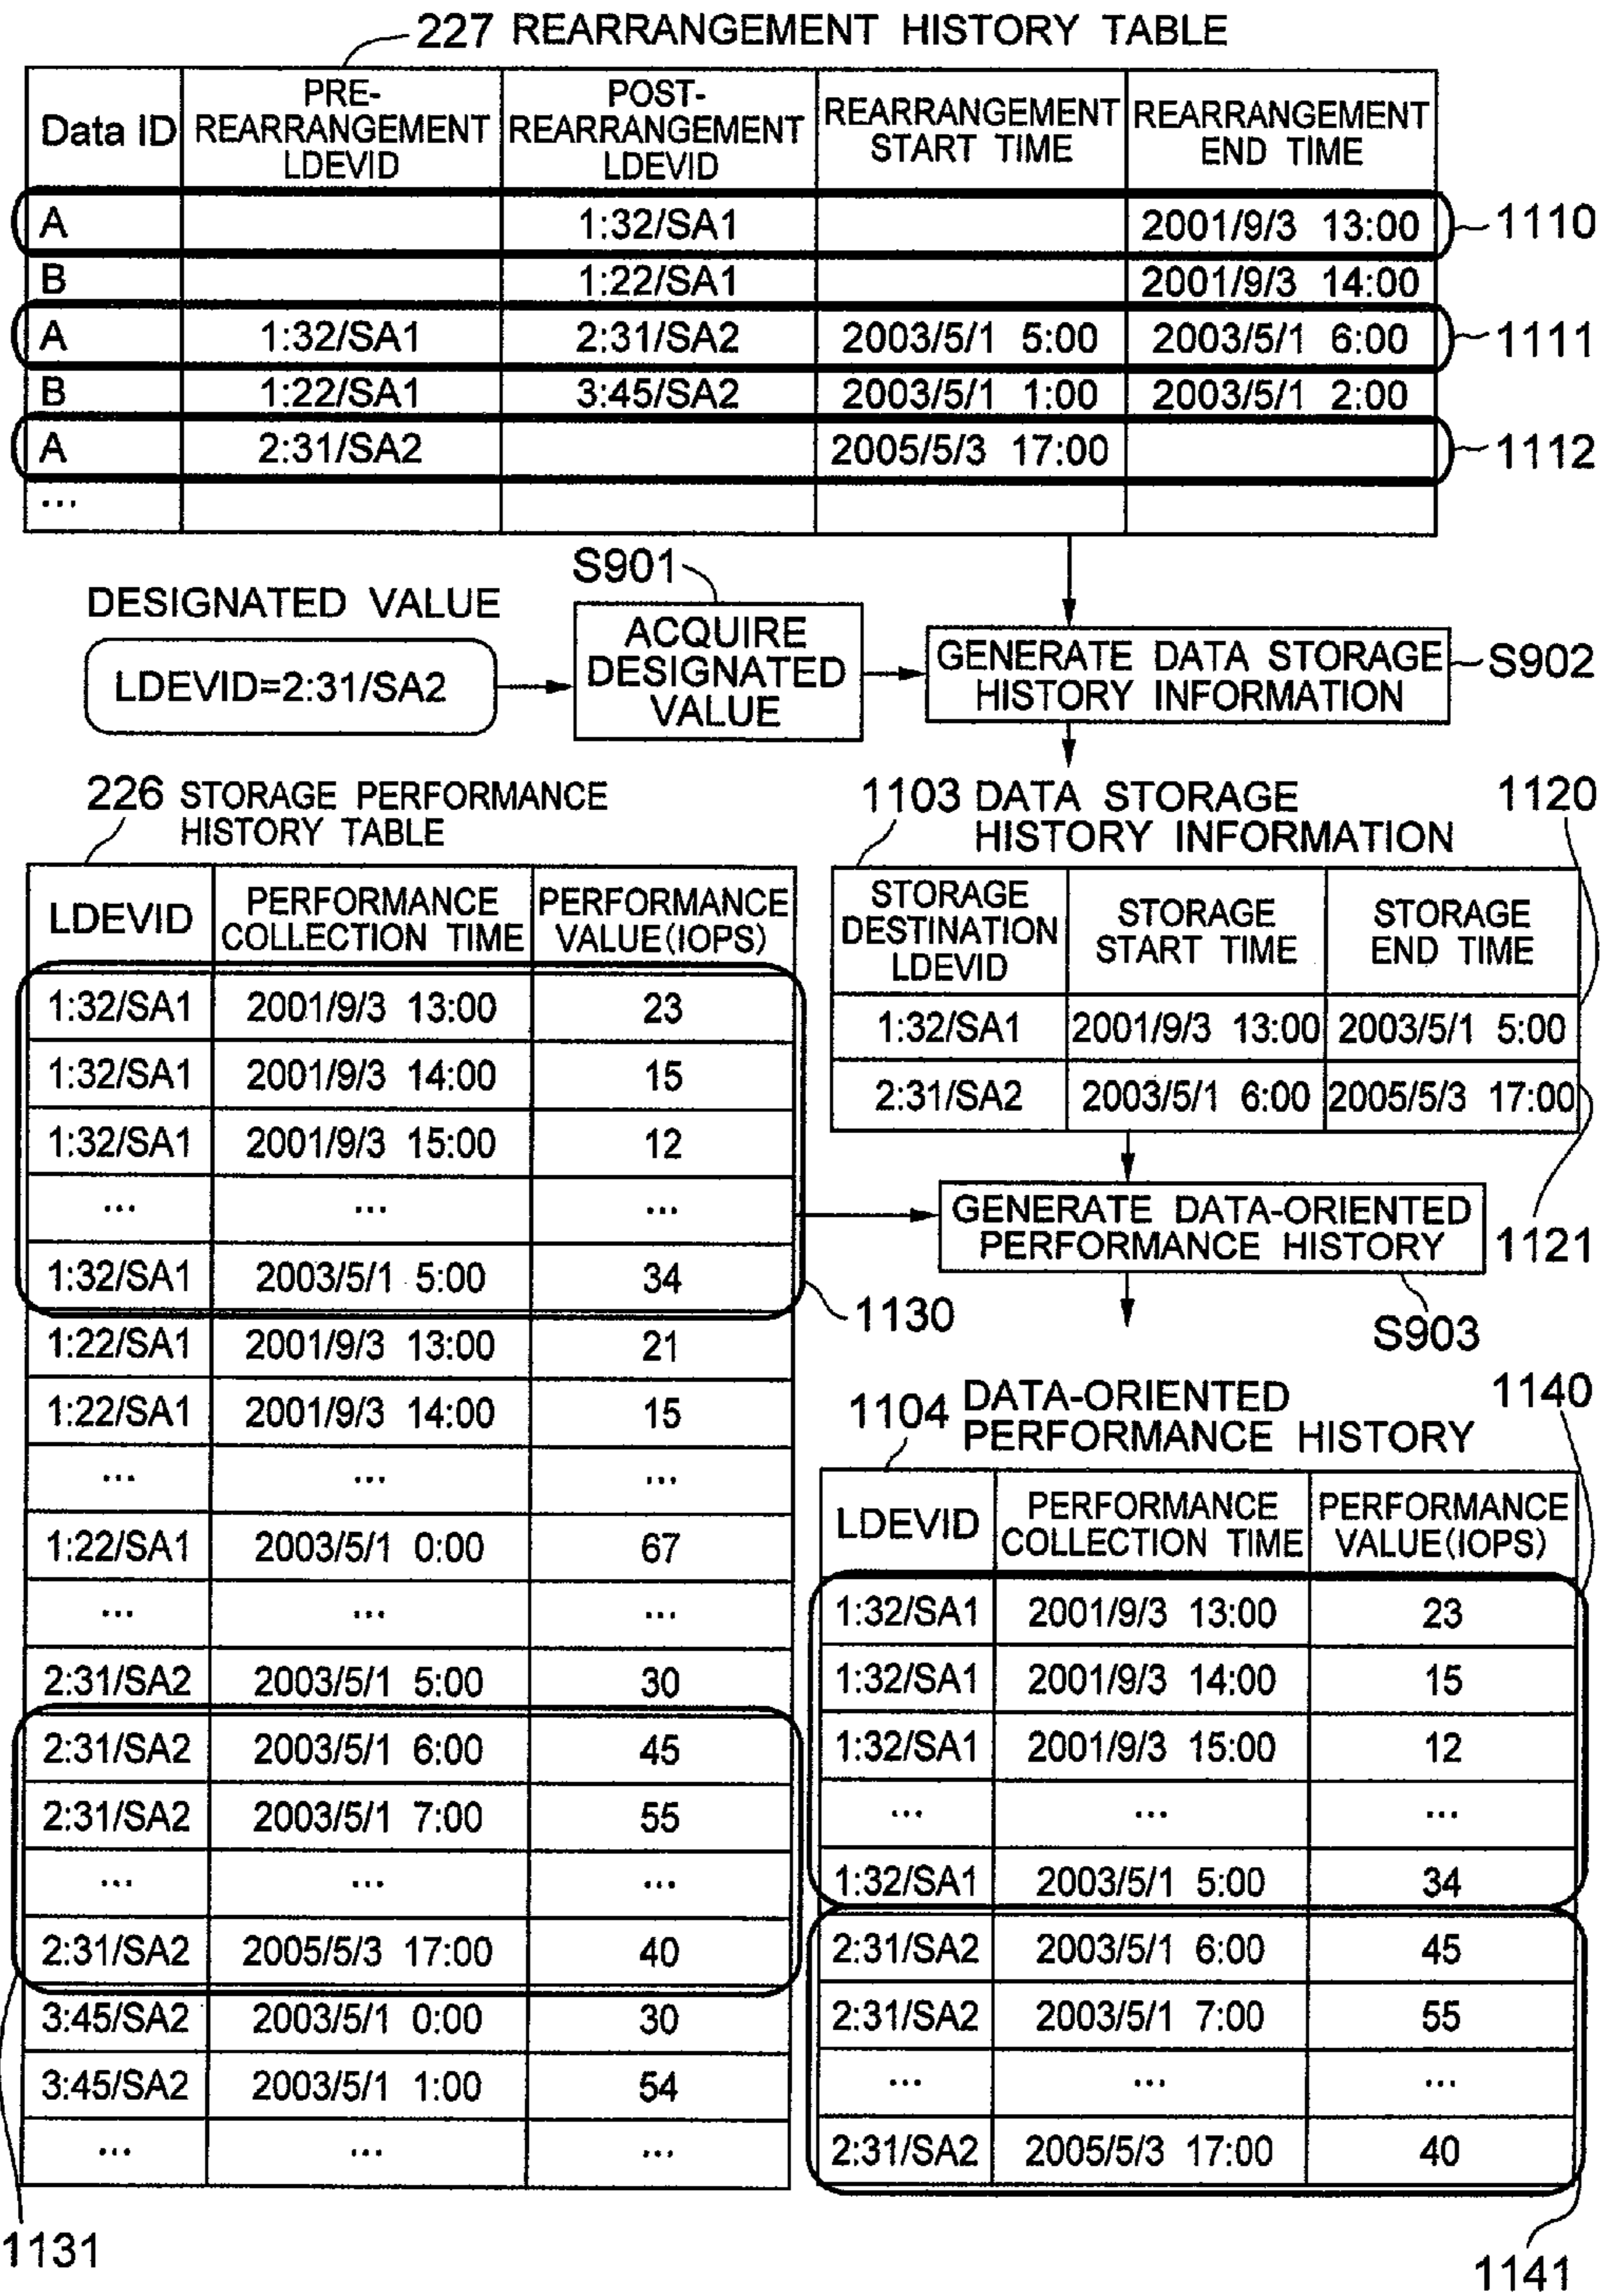 227 REARRANGEMENT HISTORY TABLE
Data ID PRE-REARRANGEMENT LDEVID POST-REARRANGEMENT LDEVID REARRANGEMENT START TIME REARRANGEMENT END TIME
A 1:32/SA1 2001/9/3 13:00 1110
B 1:22/SA1 2001/9/3 14:00
A 1:32/SA1 2:31/SA2 2003/5/1 5:00 2003/5/1 6:00 1111
B 1:22/SA1 3:45/SA2 2003/5/1 1:00 2003/5/1 2:00
A 2:31/SA2 2005/5/3 17:00 1112
...
DESIGNATED VALUE
LDEVID=2:31/SA2
S901
ACQUIRE
DESIGNATED
VALUE
GENERATE DATA STORAGE
HISTORY INFORMATION
S902
226 STORAGE PERFORMANCE
HISTORY TABLE
LDEVID PERFORMANCE COLLECTION TIME PERFORMANCE VALUE(IOPS)
1:32/SA1 2001/9/3 13:00 23
1:32/SA1 2001/9/3 14:00 15
1:32/SA1 2001/9/3 15:00 12
... ... ...
1:32/SA1 2003/5/1 5:00 34
1130
1:22/SA1 2001/9/3 13:00 21
1:22/SA1 2001/9/3 14:00 15
... ... ...
1:22/SA1 2003/5/1 0:00 67
... ... ...
2:31/SA2 2003/5/1 5:00 30
2:31/SA2 2003/5/1 6:00 45
2:31/SA2 2003/5/1 7:00 55
... ... ...
2:31/SA2 2005/5/3 17:00 40
3:45/SA2 2003/5/1 0:00 30
3:45/SA2 2003/5/1 1:00 54
... ... ...
1131
1103 DATA STORAGE
HISTORY INFORMATION
1120
STORAGE DESTINATION LDEVID STORAGE START TIME STORAGE END TIME
1:32/SA1 2001/9/3 13:00 2003/5/1 5:00
2:31/SA2 2003/5/1 6:00 2005/5/3 17:00
1121
GENERATE DATA-ORIENTED
PERFORMANCE HISTORY
S903
1104 DATA-ORIENTED
PERFORMANCE HISTORY
1140
LDEVID PERFORMANCE COLLECTION TIME PERFORMANCE VALUE(IOPS)
1:32/SA1 2001/9/3 13:00 23
1:32/SA1 2001/9/3 14:00 15
1:32/SA1 2001/9/3 15:00 12
... ... ...
1:32/SA1 2003/5/1 5:00 34
2:31/SA2 2003/5/1 6:00 45
2:31/SA2 2003/5/1 7:00 55
... ... ...
2:31/SA2 2005/5/3 17:00 40
1141